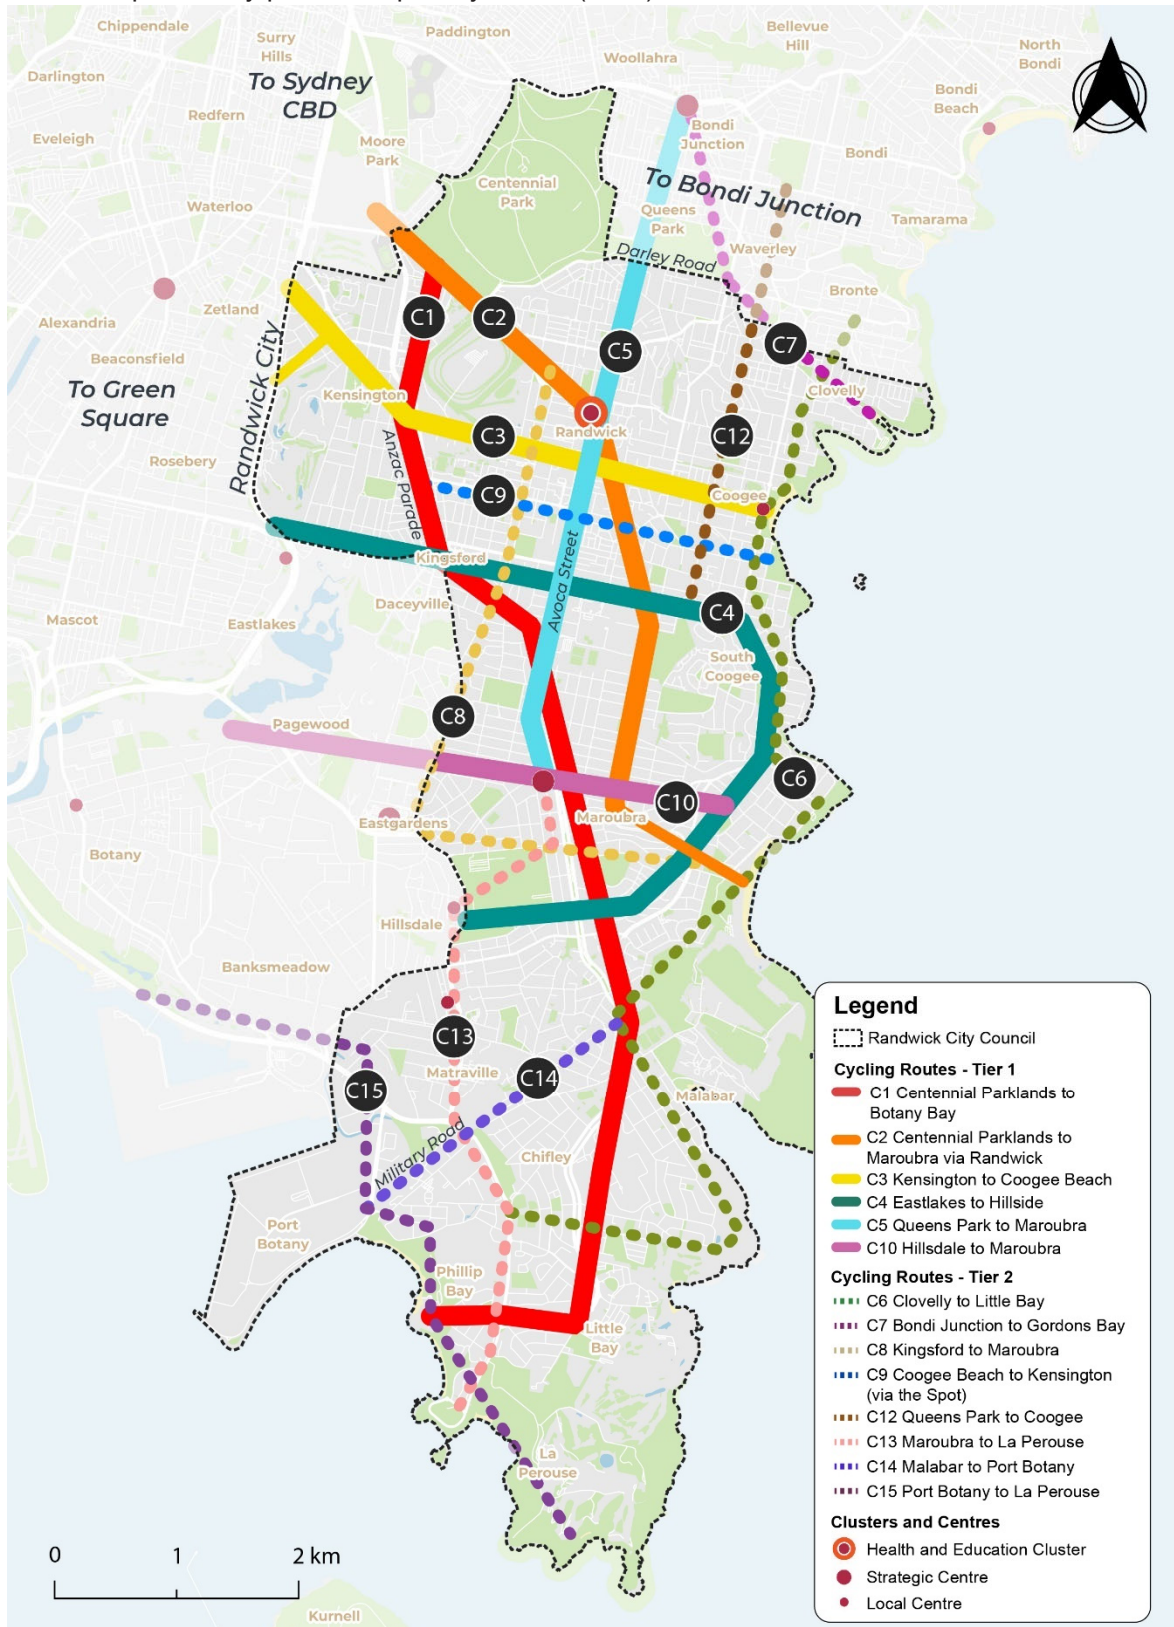 Chippendale
Surry
Hills
Paddington
Bellevue
Hill
Woollahra
North
Bondi
Darlington
To Sydney
CBD
Bondi
Beach
Redfern
Eveleigh
Moore
Park
Bondi
Junction
Bondi
Centennial
Park
To Bondi Junction
Waterloo
Queens
Park
Tamarama
Waverley
Darley Road
Bronte
Zetland
Alexandria
C1
C2
C5
C7
Randwick City
Beaconsfield
To Green
Square
Kensington
Clovelly
Randwick
C3
C12
Anzac Parade
Rosebery
C9
Coogee
Kingsford
Avoca Street
Daceyville
C4
Mascot
Eastlakes
South
Coogee
C8
Pagewood
C6
C10
Maroubra
Eastgardens
Botany
Hillsdale
Banksmeadow
C13
Matraville
C14
C15
Malabar
Military Road
Chifley
Port
Botany
Phillip
Bay
Little
Bay
La
Perouse
0 1 2 km
Kurnell
Legend
Randwick City Council
Cycling Routes - Tier 1
C1 Centennial Parklands to
Botany Bay
C2 Centennial Parklands to
Maroubra via Randwick
C3 Kensington to Coogee Beach
C4 Eastlakes to Hillside
C5 Queens Park to Maroubra
C10 Hillsdale to Maroubra
Cycling Routes - Tier 2
C6 Clovelly to Little Bay
C7 Bondi Junction to Gordons Bay
C8 Kingsford to Maroubra
C9 Coogee Beach to Kensington
(via the Spot)
C12 Queens Park to Coogee
C13 Maroubra to La Perouse
C14 Malabar to Port Botany
C15 Port Botany to La Perouse
Clusters and Centres
Health and Education Cluster
Strategic Centre
Local Centre